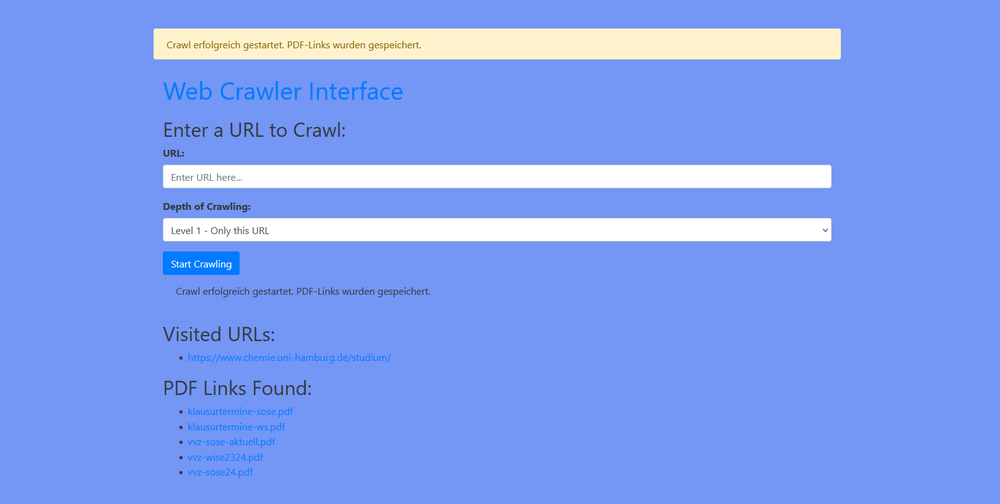 Crawl erfolgreich gestartet. PDF-Links wurden gespeichert.
Web Crawler Interface
Enter a URL to Crawl:
URL:
Enter URL here...
Depth of Crawling:
Level 1 - Only this URL
Start Crawling
Crawl erfolgreich gestartet. PDF-Links wurden gespeichert.
Visited URLs:
https://www.chemie.uni-hamburg.de/studium/
PDF Links Found:
klausurtermine-sose.pdf
klausurtermine-ws.pdf
vvz-sose-aktuell.pdf
vvz-wise2324.pdf
vvz-sose24.pdf